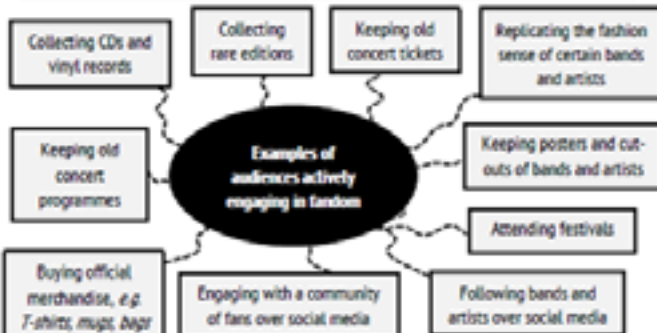 Collecting CDs and
vinyl records
Collecting
rare editions
Keeping old
concert tickets
Replicating the fashion
sense of certain bands
and artists
Keeping old
concert
programmes
Examples of
audiences actively
engaging in fandom
Keeping posters and cut-
outs of bands and artists
Attending festivals
Buying official
merchandise, e.g.
T-shirts, mugs, bags
Engaging with a community
of fans over social media
Following bands and
artists over social media